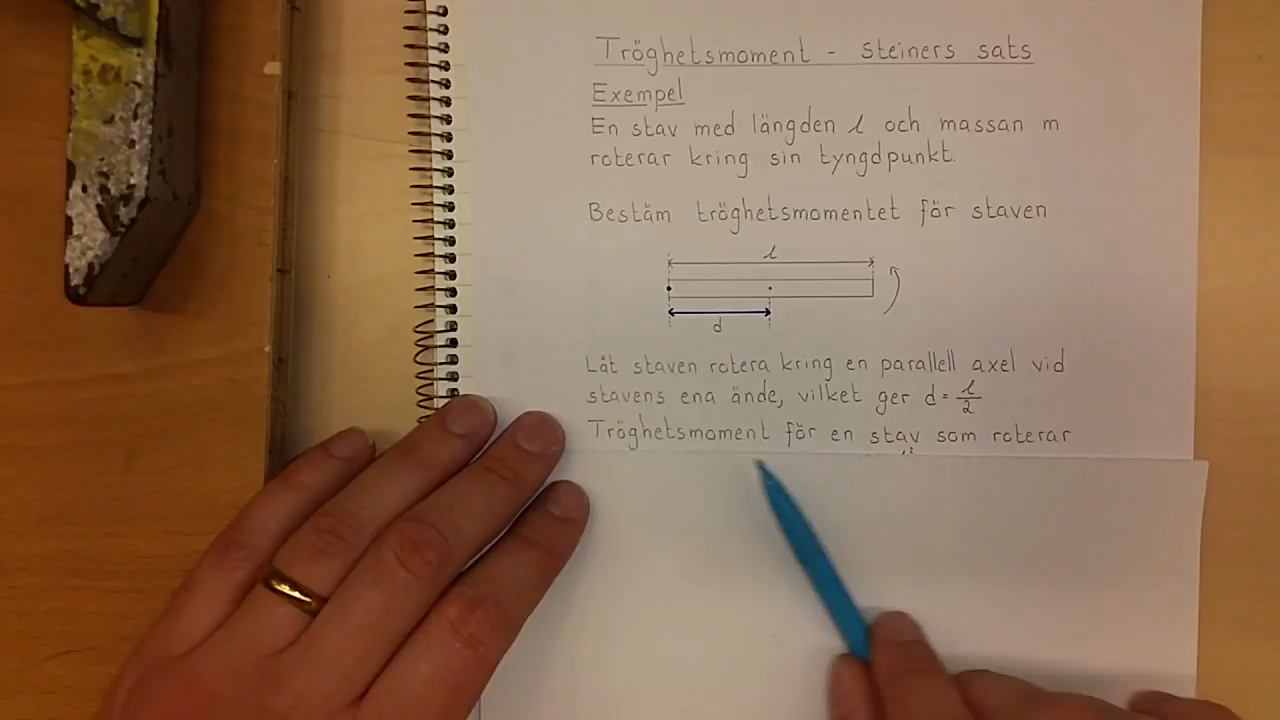 Tröghetsmoment - Steiners sats
Exempel
En stav med längden l och massan m
roterar kring sin tyngdpunkt.
Bestäm tröghetsmomentet för staven
l
d
Låt staven rotera kring en parallell axel vid
stavens ena ände, vilket ger d = l/2
Tröghetsmoment för en stav som roterar